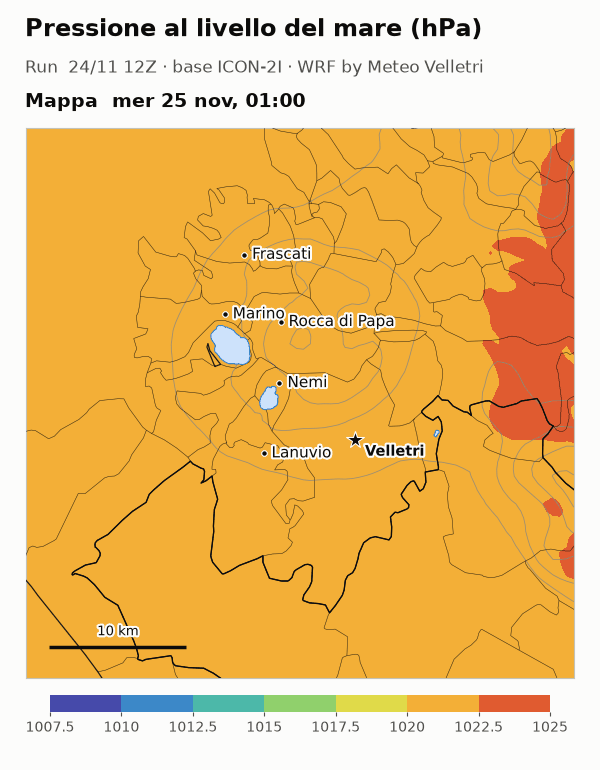 Pressione al livello del mare (hPa)
Run  24/11 12Z · base ICON-2I · WRF by Meteo Velletri
Mappa  mer 25 nov, 01:00
Frascati
Marino
Rocca di Papa
Nemi
Velletri
Lanuvio
10 km
1007.5 1010 1012.5 1015 1017.5 1020 1022.5 1025